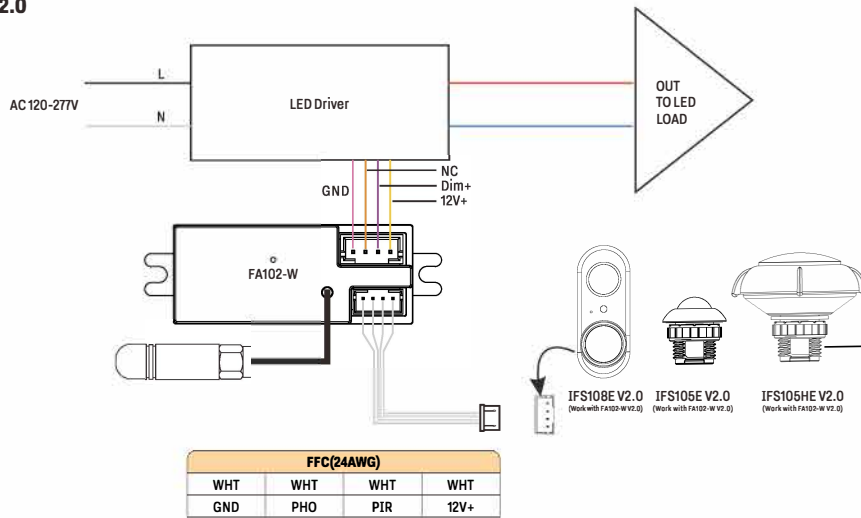 2.0
L
AC 120-277V
N
LED Driver
OUT
TO LED
LOAD
GND
NC
Dim+
12V+
FA102-W
IFS108E V2.0
(Work with FA102-W V2.0)
IFS105E V2.0
(Work with FA102-W V2.0)
IFS105HE V2.0
(Work with FA102-W V2.0)
FFC(24AWG)
WHT WHT WHT WHT
GND PHO PIR 12V+